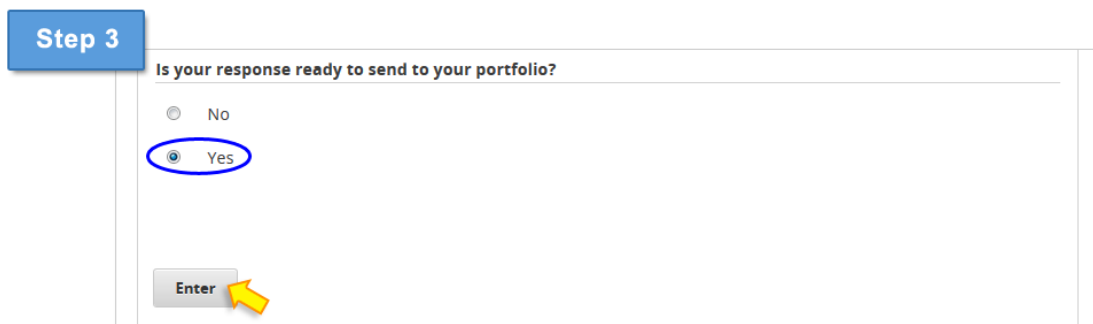 Step 3
Is your response ready to send to your portfolio?
No
Yes
Enter